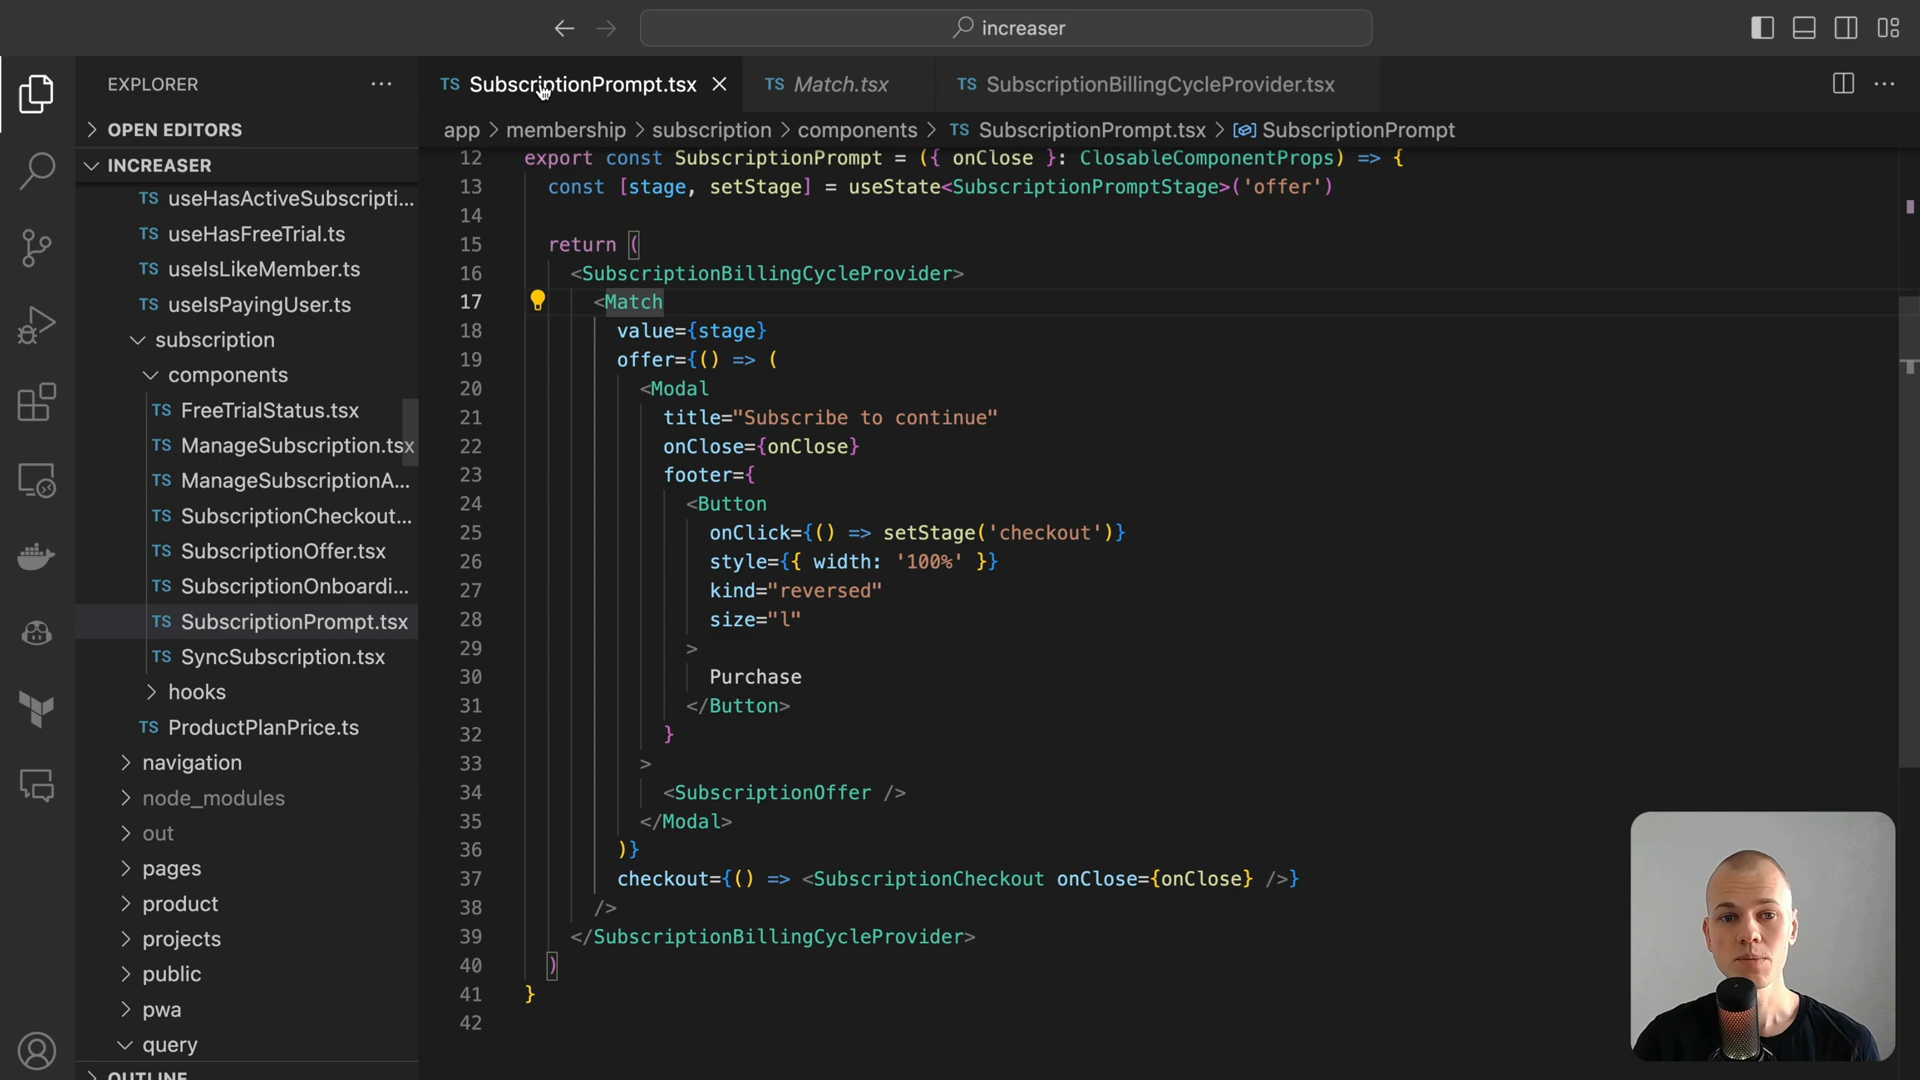 increaser
EXPLORER
OPEN EDITORS
INCREASER
TS useHasActiveSubscripti...
TS useHasFreeTrial.ts
TS useIsLikeMember.ts
TS useIsPayingUser.ts
subscription
components
TS FreeTrialStatus.tsx
TS ManageSubscription.tsx
TS ManageSubscriptionA...
TS SubscriptionCheckout...
TS SubscriptionOffer.tsx
TS SubscriptionOnboardi...
TS SubscriptionPrompt.tsx
TS SyncSubscription.tsx
hooks
TS ProductPlanPrice.ts
navigation
node_modules
out
pages
product
projects
public
pwa
query
OUTLINE
TS SubscriptionPrompt.tsx
TS Match.tsx
TS SubscriptionBillingCycleProvider.tsx
app > membership > subscription > components > TS SubscriptionPrompt.tsx > SubscriptionPrompt
12 export const SubscriptionPrompt = ({ onClose }: ClosableComponentProps) => {
13 const [stage, setStage] = useState<SubscriptionPromptStage>('offer')
14
15 return (
16 <SubscriptionBillingCycleProvider>
17 <Match
18 value={stage}
19 offer={() => (
20 <Modal
21 title="Subscribe to continue"
22 onClose={onClose}
23 footer={
24 <Button
25 onClick={() => setStage('checkout')}
26 style={{ width: '100%' }}
27 kind="reversed"
28 size="l"
29 >
30 Purchase
31 </Button>
32 }
33 >
34 <SubscriptionOffer />
35 </Modal>
36 )}
37 checkout={() => <SubscriptionCheckout onClose={onClose} />}
38 />
39 </SubscriptionBillingCycleProvider>
40 )
41 }
42